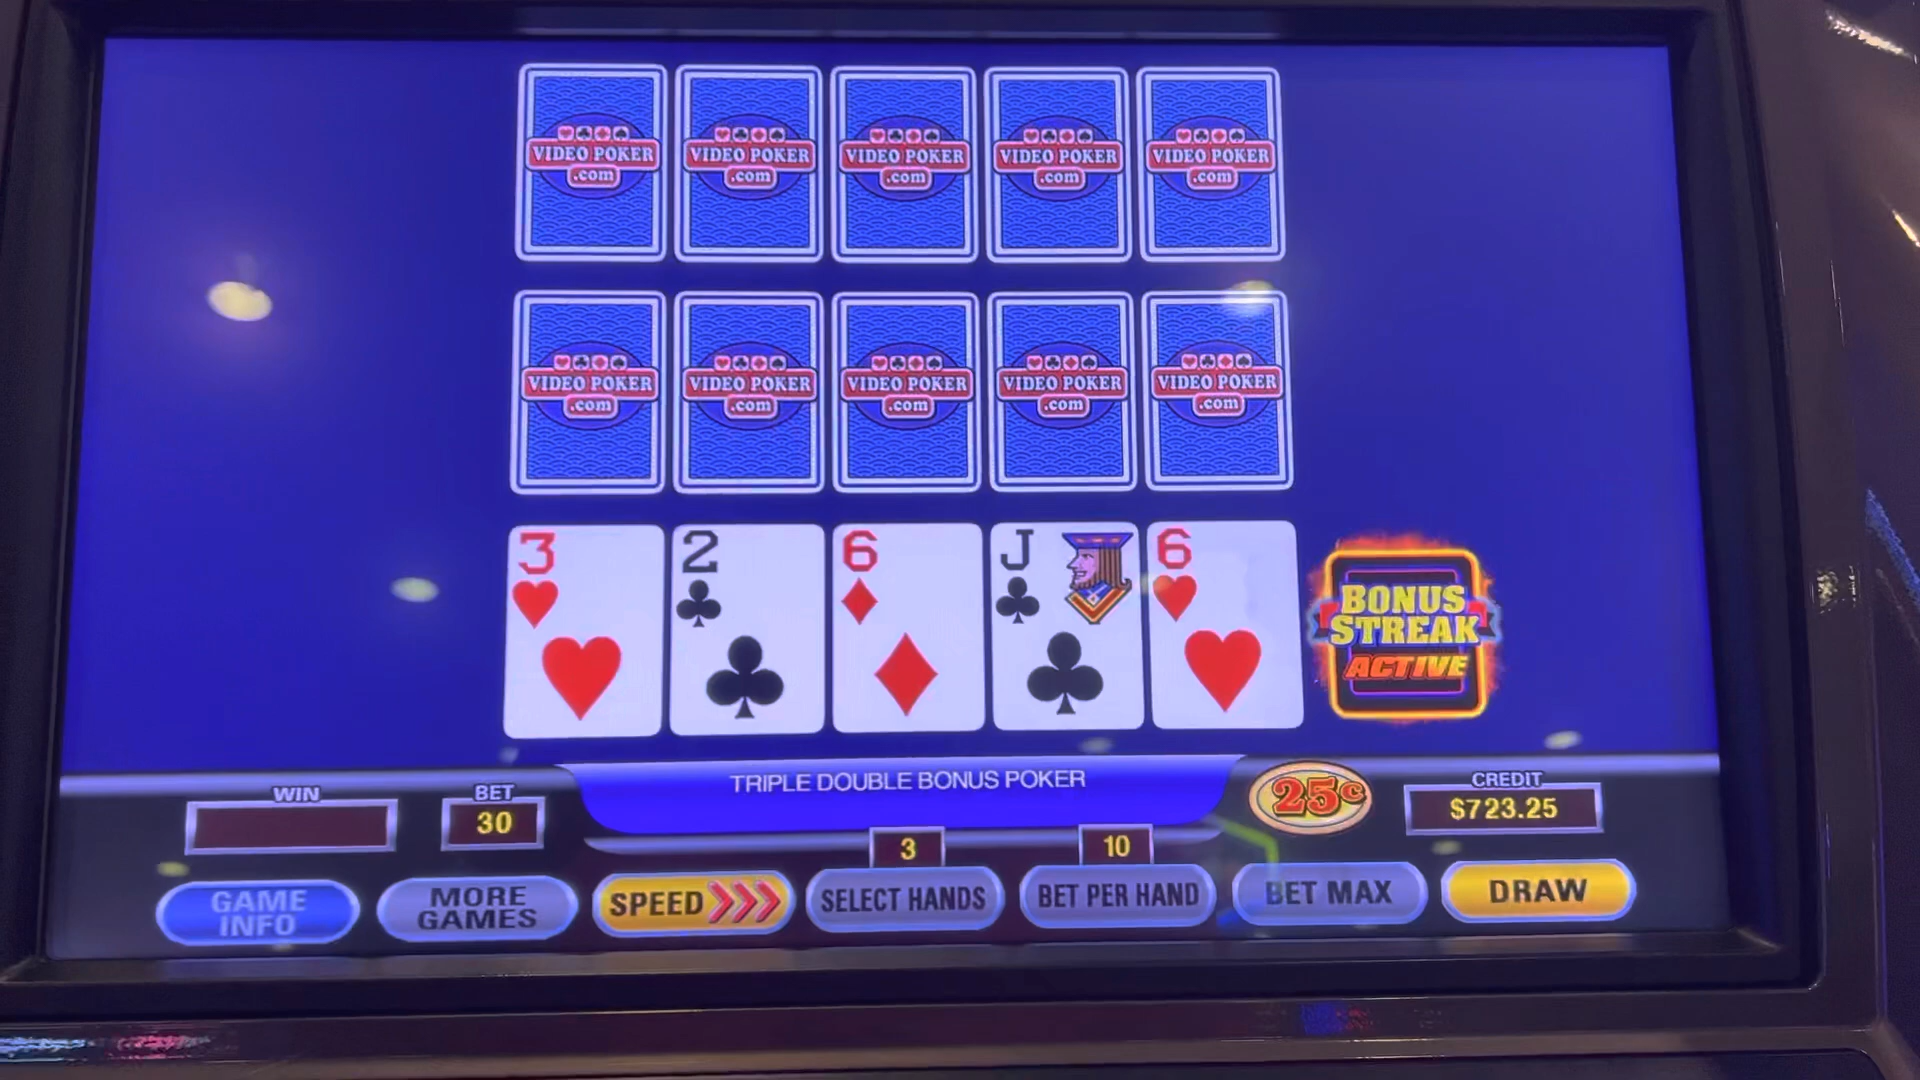 VIDEO POKER VIDEO POKER VIDEO POKER VIDEO POKER VIDEO POKER
.com .com .com .com .com
VIDEO POKER VIDEO POKER VIDEO POKER VIDEO POKER VIDEO POKER
.com .com .com .com .com
3 2 6 J 6
BONUS
STREAK
ACTIVE
TRIPLE DOUBLE BONUS POKER
WIN BET 25¢ CREDIT
30 $723.25
3 10
GAME INFO
MORE GAMES
SPEED
SELECT HANDS
BET PER HAND
BET MAX
DRAW